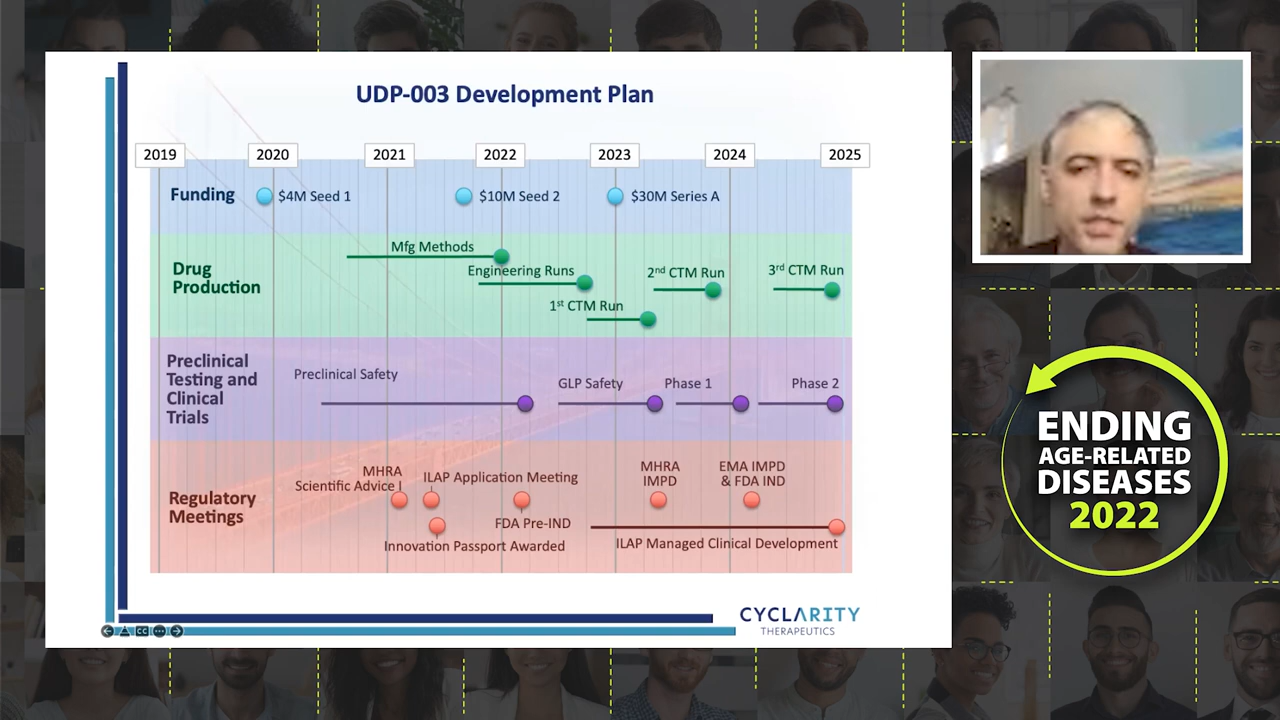 UDP-003 Development Plan
2019
2020
2021
2022
2023
2024
2025
Funding
$4M Seed 1
$10M Seed 2
$30M Series A
Drug
Production
Mfg Methods
Engineering Runs
1st CTM Run
2nd CTM Run
3rd CTM Run
Preclinical
Testing and
Clinical
Trials
Preclinical Safety
GLP Safety
Phase 1
Phase 2
Regulatory
Meetings
MHRA
Scientific Advice I
ILAP Application Meeting
Innovation Passport Awarded
FDA Pre-IND
MHRA
IMPD
EMA IMPD
& FDA IND
ILAP Managed Clinical Development
CYCLARITY
THERAPEUTICS
CC
ENDING
AGE-RELATED
DISEASES
2022